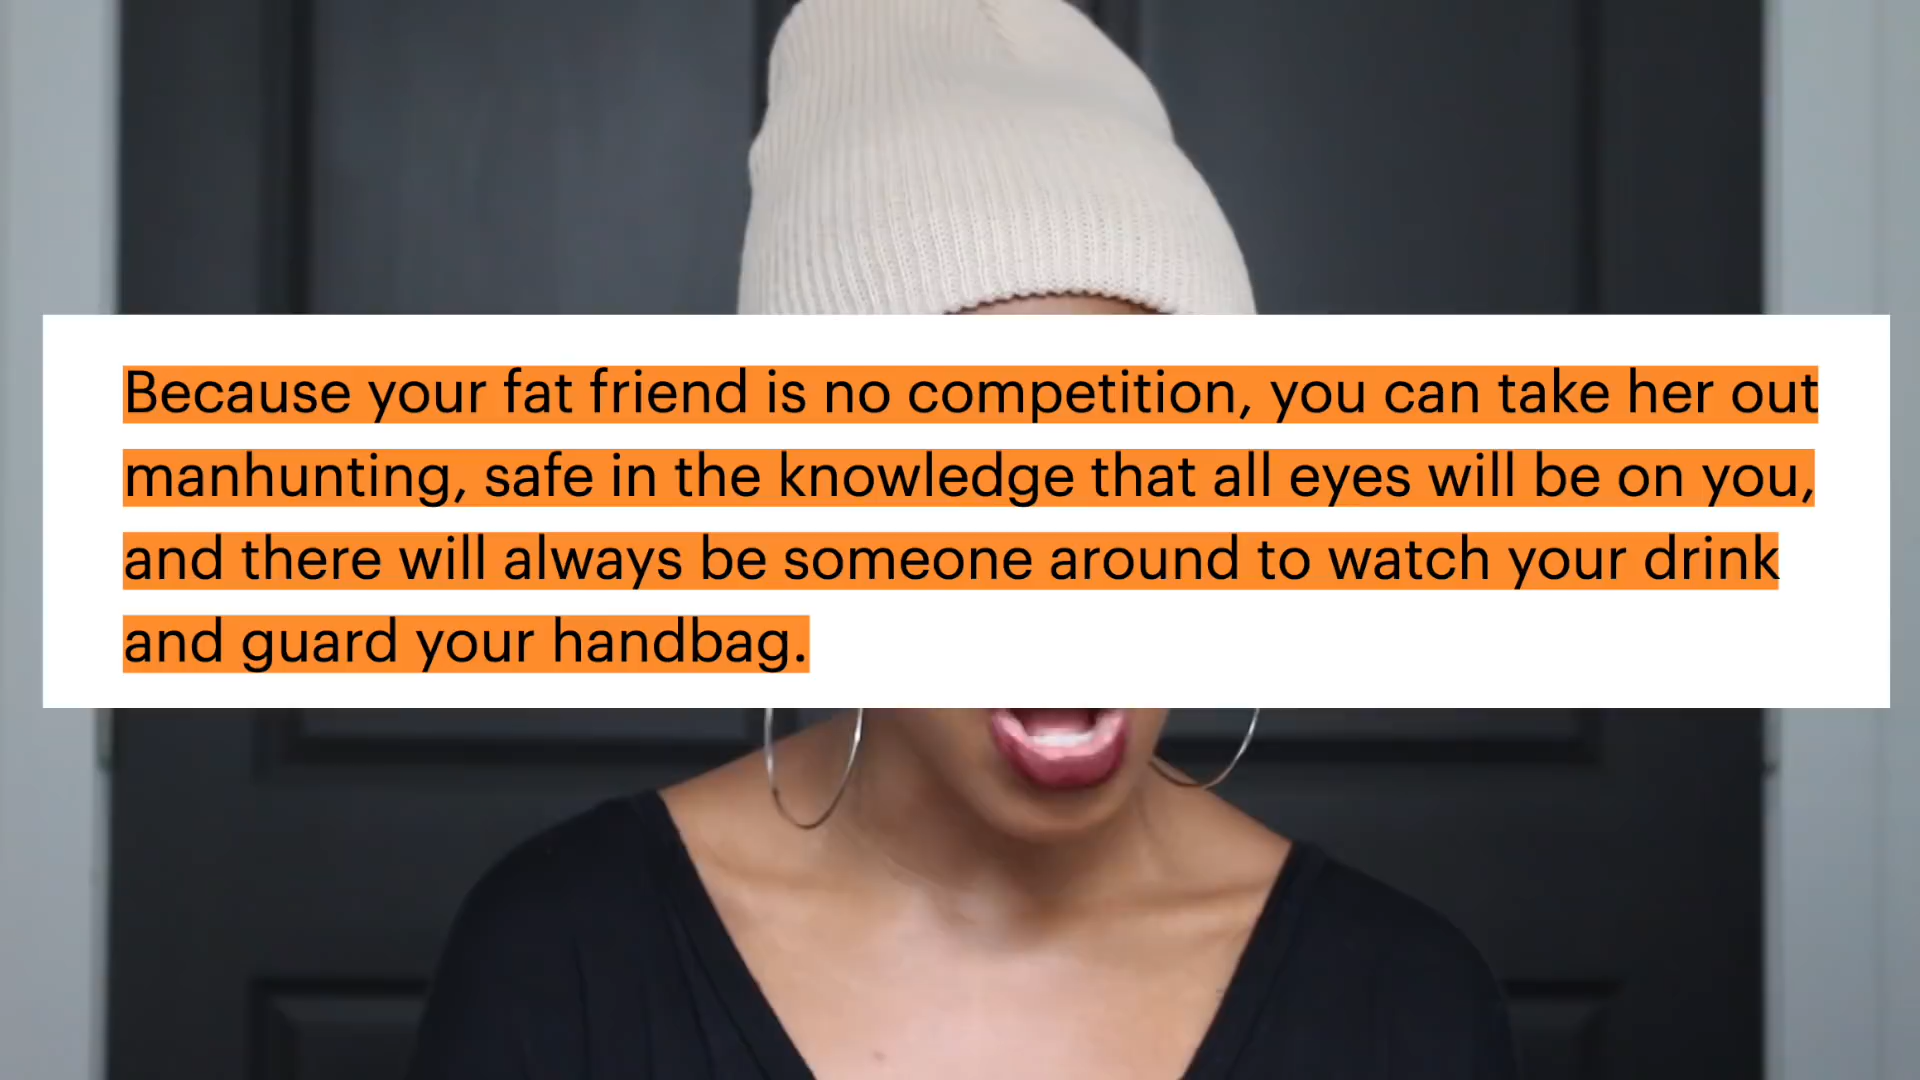 Because your fat friend is no competition, you can take her out
manhunting, safe in the knowledge that all eyes will be on you,
and there will always be someone around to watch your drink
and guard your handbag.